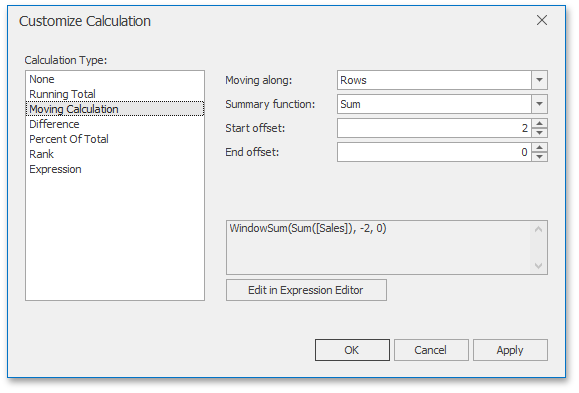 Customize Calculation
Calculation Type:
None
Running Total
Moving Calculation
Difference
Percent Of Total
Rank
Expression
Moving along: Rows
Summary function: Sum
Start offset: 2
End offset: 0
WindowSum(Sum([Sales]), -2, 0)
Edit in Expression Editor
OK Cancel Apply